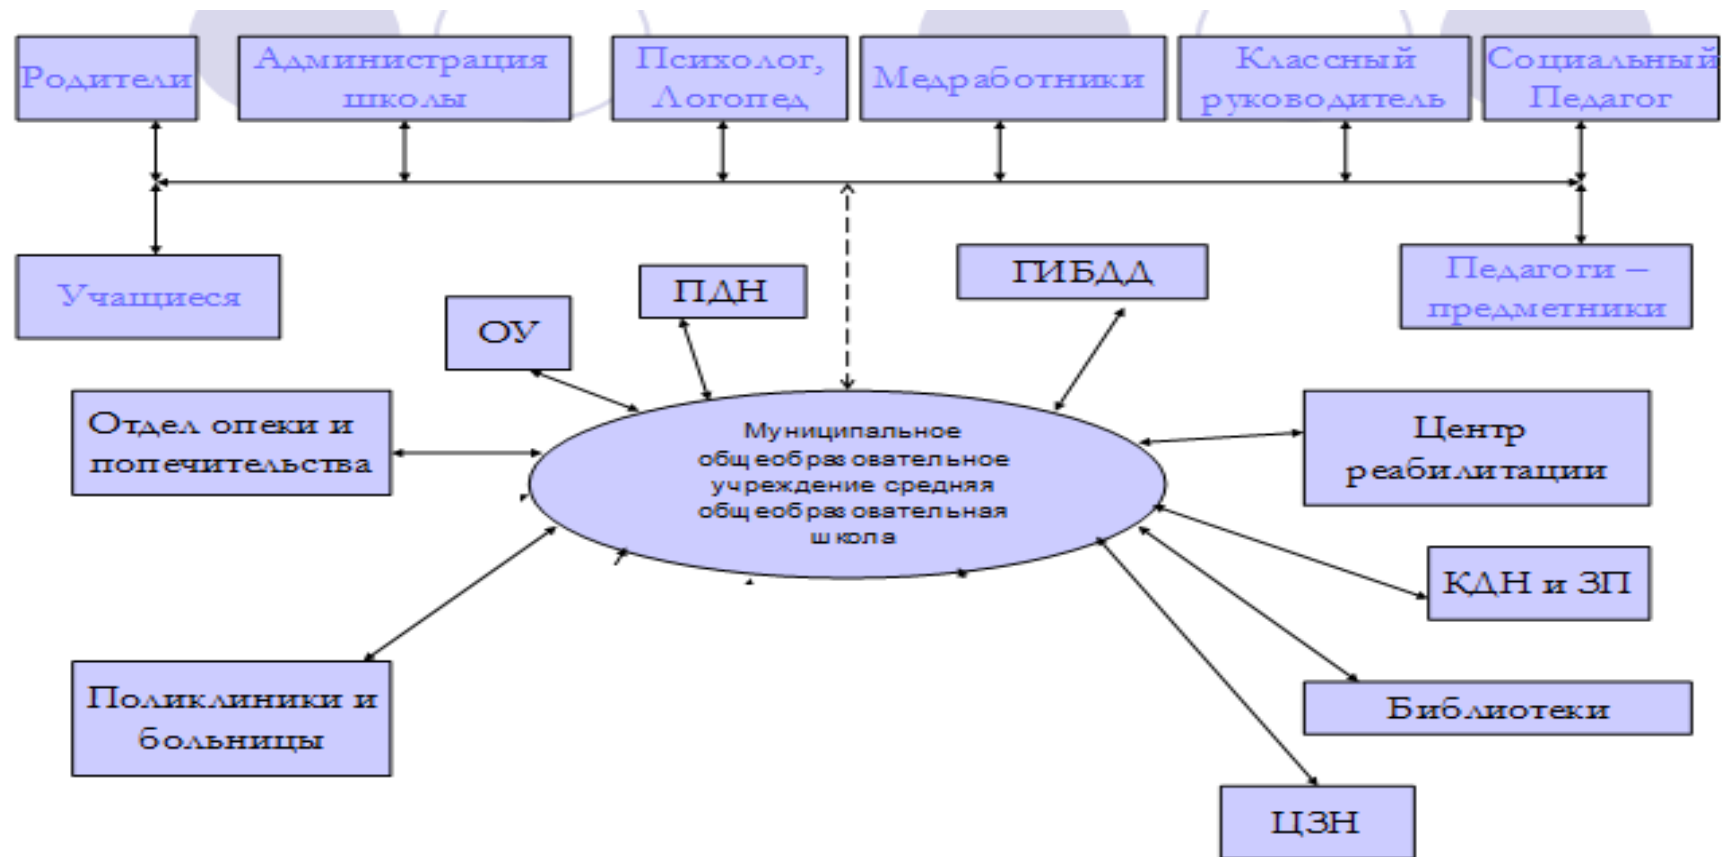 Родители
Администрация
школы
Психолог,
Логопед
Медработники
Классный
руководитель
Социальный
Педагог
Учащиеся
ОУ
ПДН
ГИБДД
Педагоги –
предметники
Отдел опеки и
попечительства
Муниципальное
общеобразовательное
учреждение средняя
общеобразовательная
школа
Центр
реабилитации
КДН и ЗП
Поликлиники и
больницы
Библиотеки
ЦЗН